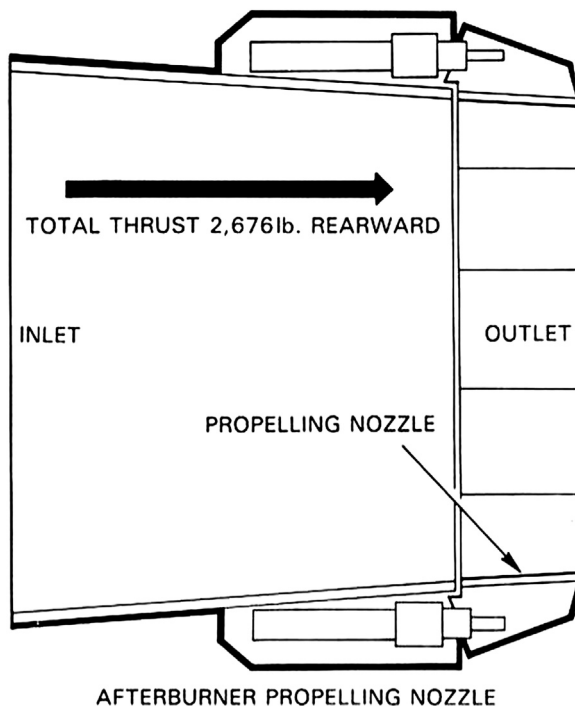 TOTAL THRUST 2,676lb. REARWARD
INLET
OUTLET
PROPELLING NOZZLE
AFTERBURNER PROPELLING NOZZLE